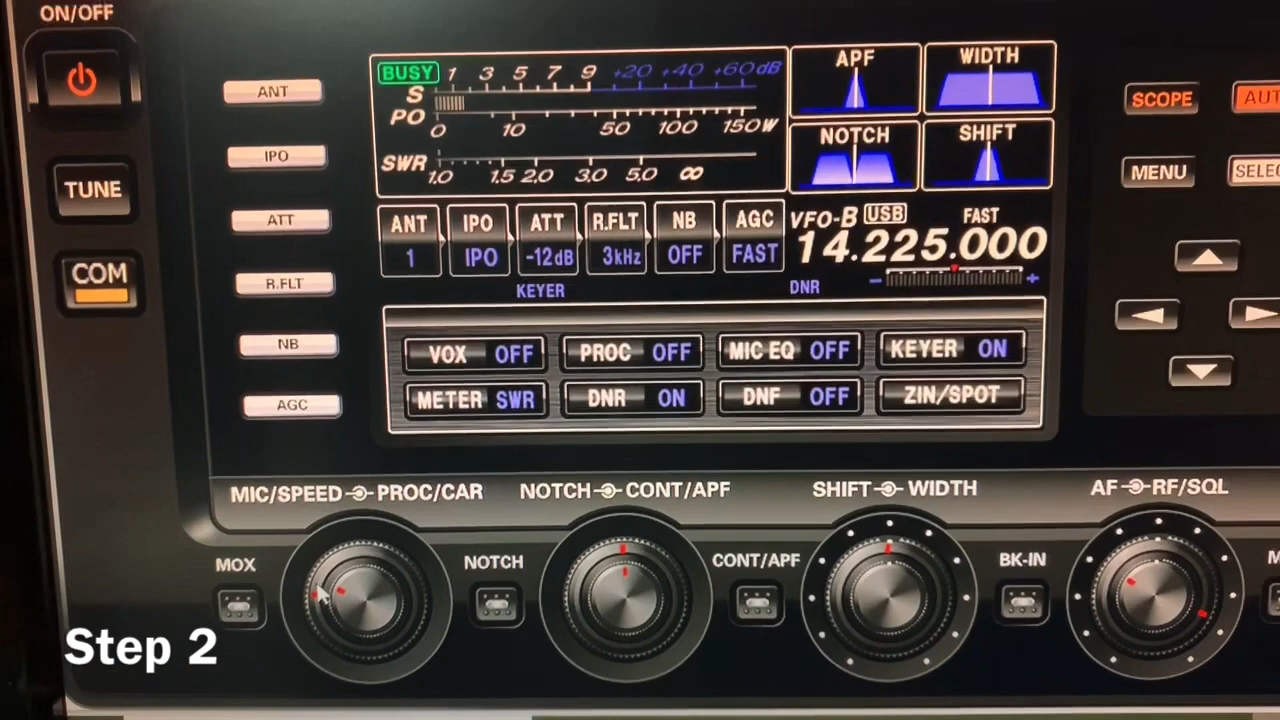 ON/OFF
TUNE
COM
ANT
IPO
ATT
R.FLT
NB
AGC
BUSY 1 3 5 7 9 +20 +40 +60dB
S
PO
0 10 50 100 150W
SWR
1.0 1.5 2.0 3.0 5.0 ∞
APF
WIDTH
NOTCH
SHIFT
ANT IPO ATT R.FLT NB AGC
1 IPO -12dB 3kHz OFF FAST
VFO-B USB FAST
14.225.000
KEYER DNR - +
VOX OFF PROC OFF MIC EQ OFF KEYER ON
METER SWR DNR ON DNF OFF ZIN/SPOT
SCOPE
MENU
MIC/SPEED PROC/CAR NOTCH CONT/APF SHIFT WIDTH AF RF/SQL
MOX NOTCH CONT/APF BK-IN
Step 2